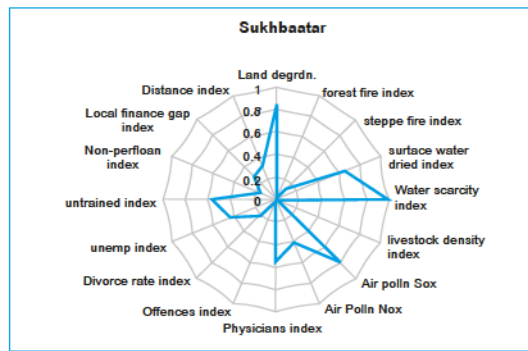 Sukhbaatar
Land degrdn.
Distance index
forest fire index
1
Local finance gap
index
0.8
steppe fire index
0.6
Non-perfloan
index
0.4
surtace water
dried index
0.2
untrained index
0
Water scarcity
index
unemp index
livestock density
index
Divorce rate index
Air polln Sox
Offences index
Air Polln Nox
Physicians index